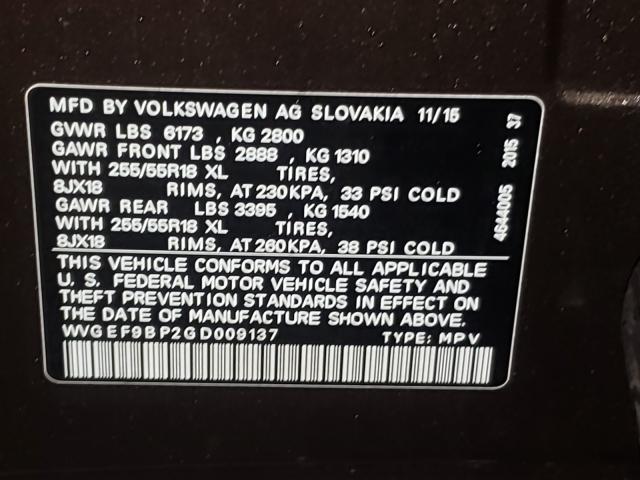 MFD BY VOLKSWAGEN AG SLOVAKIA 11/15
GVWR LBS 6173 , KG 2800
GAWR FRONT LBS 2888 , KG 1310
WITH 255/55R18 XL TIRES,
8JX18 RIMS, AT 230KPA, 33 PSI COLD
GAWR REAR LBS 3395 , KG 1540
WITH 255/55R18 XL TIRES,
8JX18 RIMS, AT 260KPA, 38 PSI COLD
THIS VEHICLE CONFORMS TO ALL APPLICABLE
U. S. FEDERAL MOTOR VEHICLE SAFETY AND
THEFT PREVENTION STANDARDS IN EFFECT ON
THE DATE OF MANUFACTURE SHOWN ABOVE.
WVGEF9BP2GD009137 TYPE: MPV
4644005 2015 37